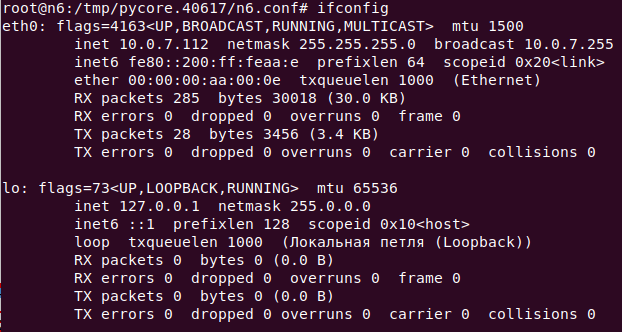 root@n6:/tmp/pycore.40617/n6.conf# ifconfig
eth0: flags=4163<UP,BROADCAST,RUNNING,MULTICAST>  mtu 1500
        inet 10.0.7.112  netmask 255.255.255.0  broadcast 10.0.7.255
        inet6 fe80::200:ff:feaa:e  prefixlen 64  scopeid 0x20<link>
        ether 00:00:00:aa:00:0e  txqueuelen 1000  (Ethernet)
        RX packets 285  bytes 30018 (30.0 KB)
        RX errors 0  dropped 0  overruns 0  frame 0
        TX packets 28  bytes 3456 (3.4 KB)
        TX errors 0  dropped 0 overruns 0  carrier 0  collisions 0

lo: flags=73<UP,LOOPBACK,RUNNING>  mtu 65536
        inet 127.0.0.1  netmask 255.0.0.0
        inet6 ::1  prefixlen 128  scopeid 0x10<host>
        loop  txqueuelen 1000  (Локальная петля (Loopback))
        RX packets 0  bytes 0 (0.0 B)
        RX errors 0  dropped 0  overruns 0  frame 0
        TX packets 0  bytes 0 (0.0 B)
        TX errors 0  dropped 0 overruns 0  carrier 0  collisions 0